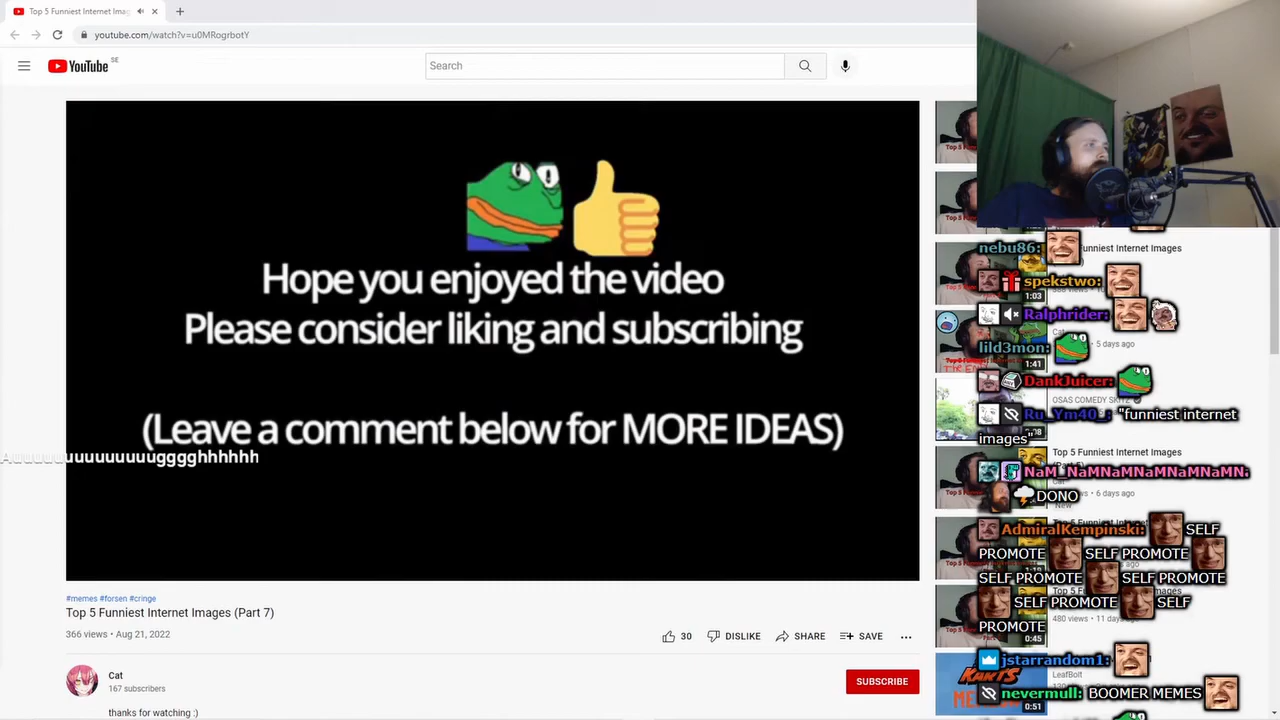 Top 5 Funniest Internet Imag
youtube.com/watch?v=u0MRogrbotY
YouTube
SE
Search
Hope you enjoyed the video
Please consider liking and subscribing
(Leave a comment below for MORE IDEAS)
#memes #forsen #cringe
Top 5 Funniest Internet Images (Part 7)
366 views • Aug 21, 2022
30
DISLIKE
SHARE
SAVE
Cat
167 subscribers
SUBSCRIBE
thanks for watching :)
nebu86:
Funniest Internet Images
spekstwo:
1:03
Ralphrider:
5 days ago
lild3mon:
1:41
DankJuicer:
OSAS COMEDY SKITZ
Ru_Ym40_: "funniest internet
images"
Top 5 Funniest Internet Images
NaM_NaMNaMNaMNaMNaMN:
DONO
6 days ago
New
AdmiralKempinski: SELF
PROMOTE SELF PROMOTE
SELF PROMOTE SELF PROMOTE
SELF PROMOTE SELF
PROMOTE
480 views • 11 days ago
0:45
jstarrandom1:
LeafBolt
nevermull: BOOMER MEMES
0:51